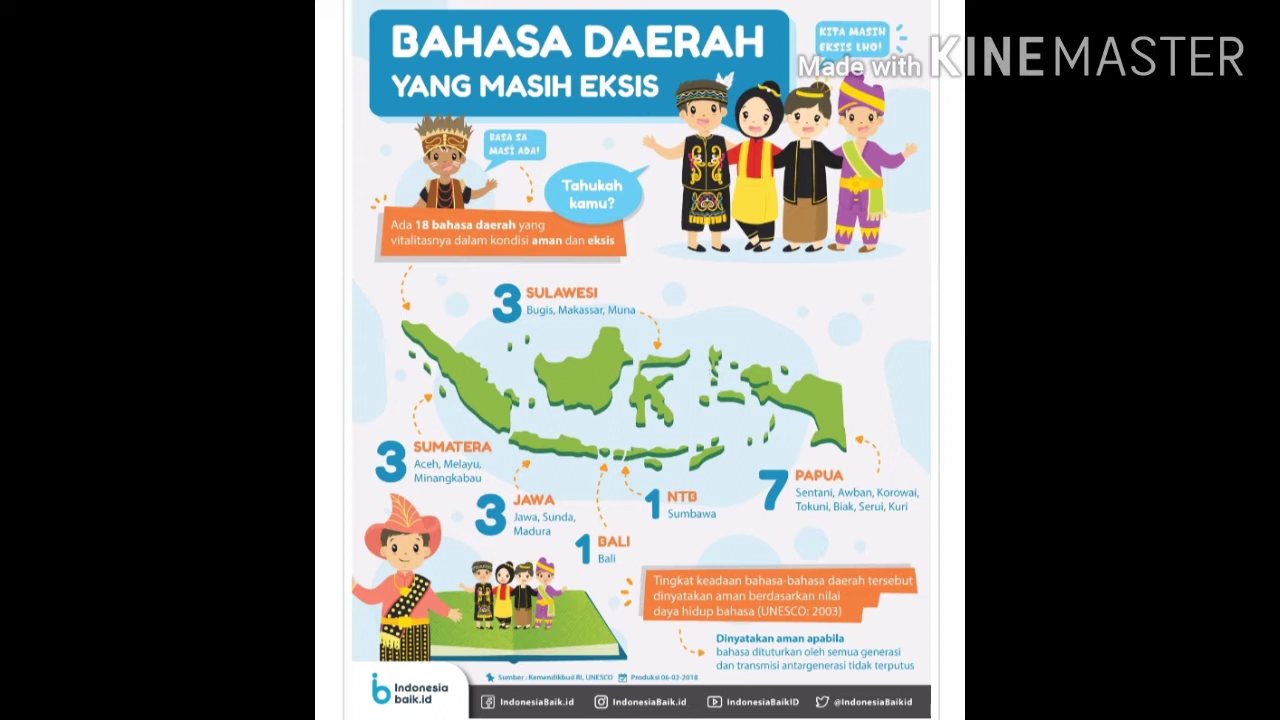 BAHASA DAERAH
YANG MASIH EKSIS
KITA MASIH
EKSIS LHO!
Made with KINEMASTER
BASA SA
MASI ADA!
Tahukah
kamu?
Ada 18 bahasa daerah yang
vitalitasnya dalam kondisi aman dan eksis
3 SULAWESI
Bugis, Makassar, Muna
3 SUMATERA
Aceh, Melayu,
Minangkabau
3 JAWA
Jawa, Sunda,
Madura
1 BALI
Bali
1 NTB
Sumbawa
7 PAPUA
Sentani, Awban, Korowai,
Tokuni, Biak, Serui, Kuri
Tingkat keadaan bahasa-bahasa daerah tersebut
dinyatakan aman berdasarkan nilai
daya hidup bahasa (UNESCO: 2003)
Dinyatakan aman apabila
bahasa dituturkan oleh semua generasi
dan transmisi antargenerasi tidak terputus
Sumber : Kemendikbud RI, UNESCO Produksi 06-02-2018
Indonesia
baik.id
IndonesiaBaik.id IndonesiaBaik.id IndonesiaBaikID @IndonesiaBaikid